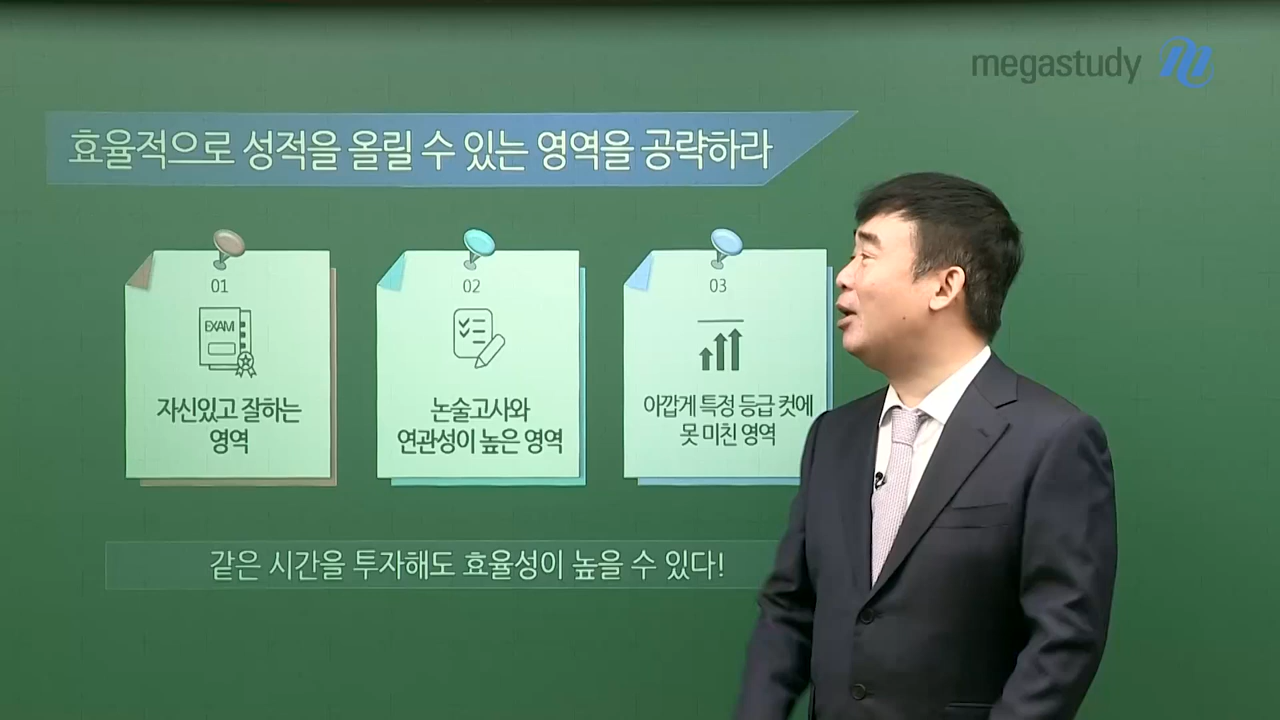 megastudy
효율적으로 성적을 올릴 수 있는 영역을 공략하라
01
EXAM
자신있고 잘하는
영역
02
논술고사와
연관성이 높은 영역
03
아깝게 특정 등급 컷에
못 미친 영역
같은 시간을 투자해도 효율성이 높을 수 있다!